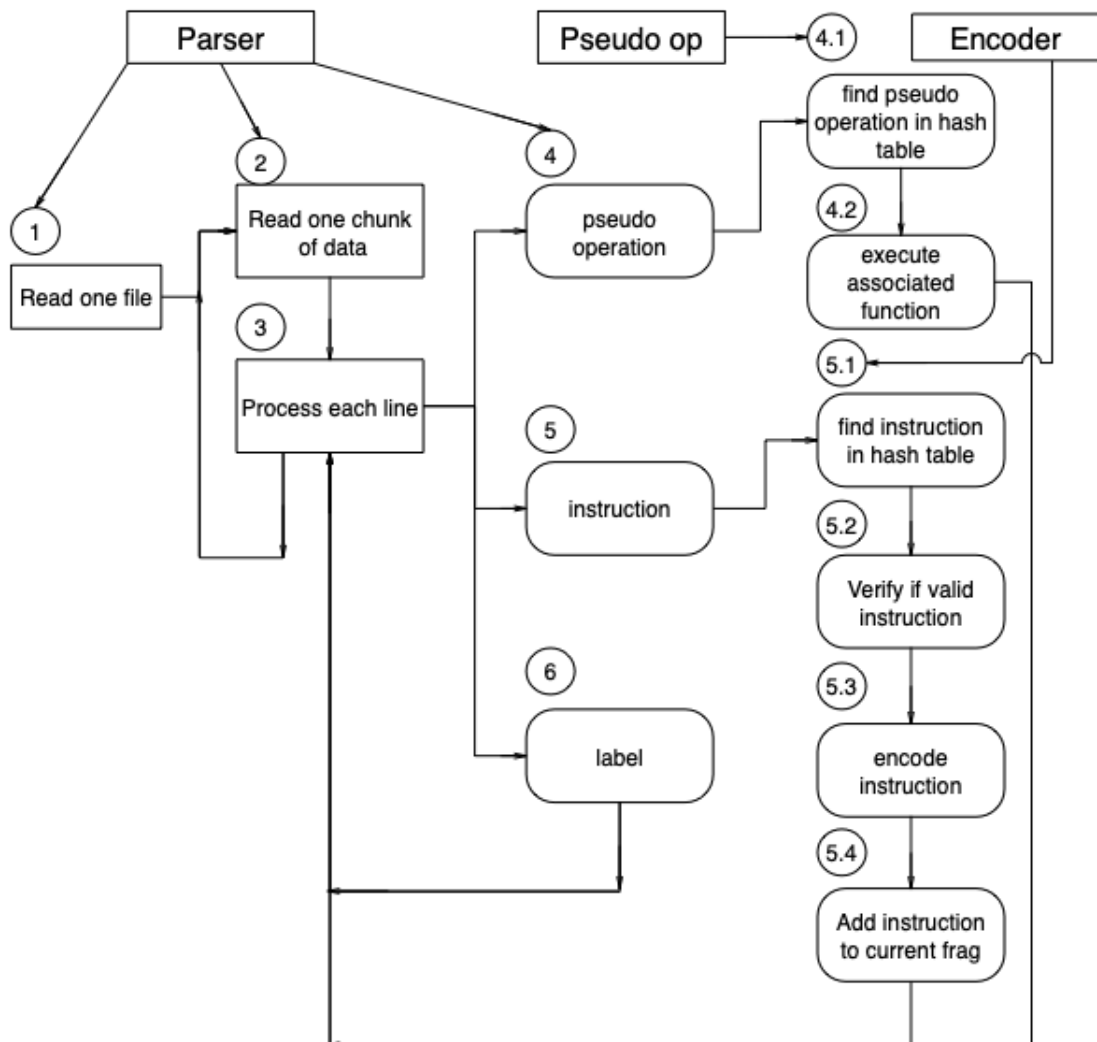 Parser
Pseudo op
4.1
Encoder
1
2
4
find pseudo
operation in hash
table
Read one file
Read one chunk
of data
pseudo
operation
4.2
execute
associated
function
3
Process each line
5
instruction
5.1
find instruction
in hash table
5.2
Verify if valid
instruction
6
label
5.3
encode
instruction
5.4
Add instruction
to current frag